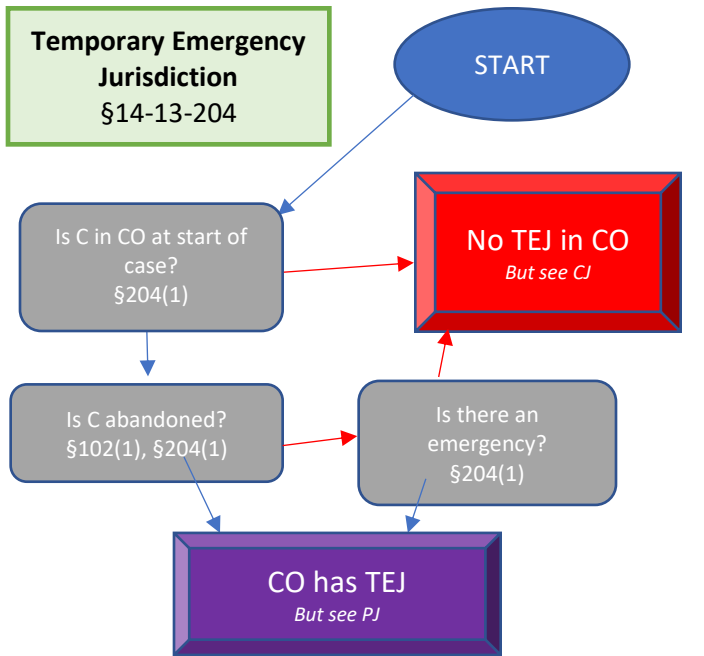 Temporary Emergency
Jurisdiction
§14-13-204
START
Is C in CO at start of
case?
§204(1)
No TEJ in CO
But see CJ
Is C abandoned?
§102(1), §204(1)
Is there an
emergency?
§204(1)
CO has TEJ
But see PJ